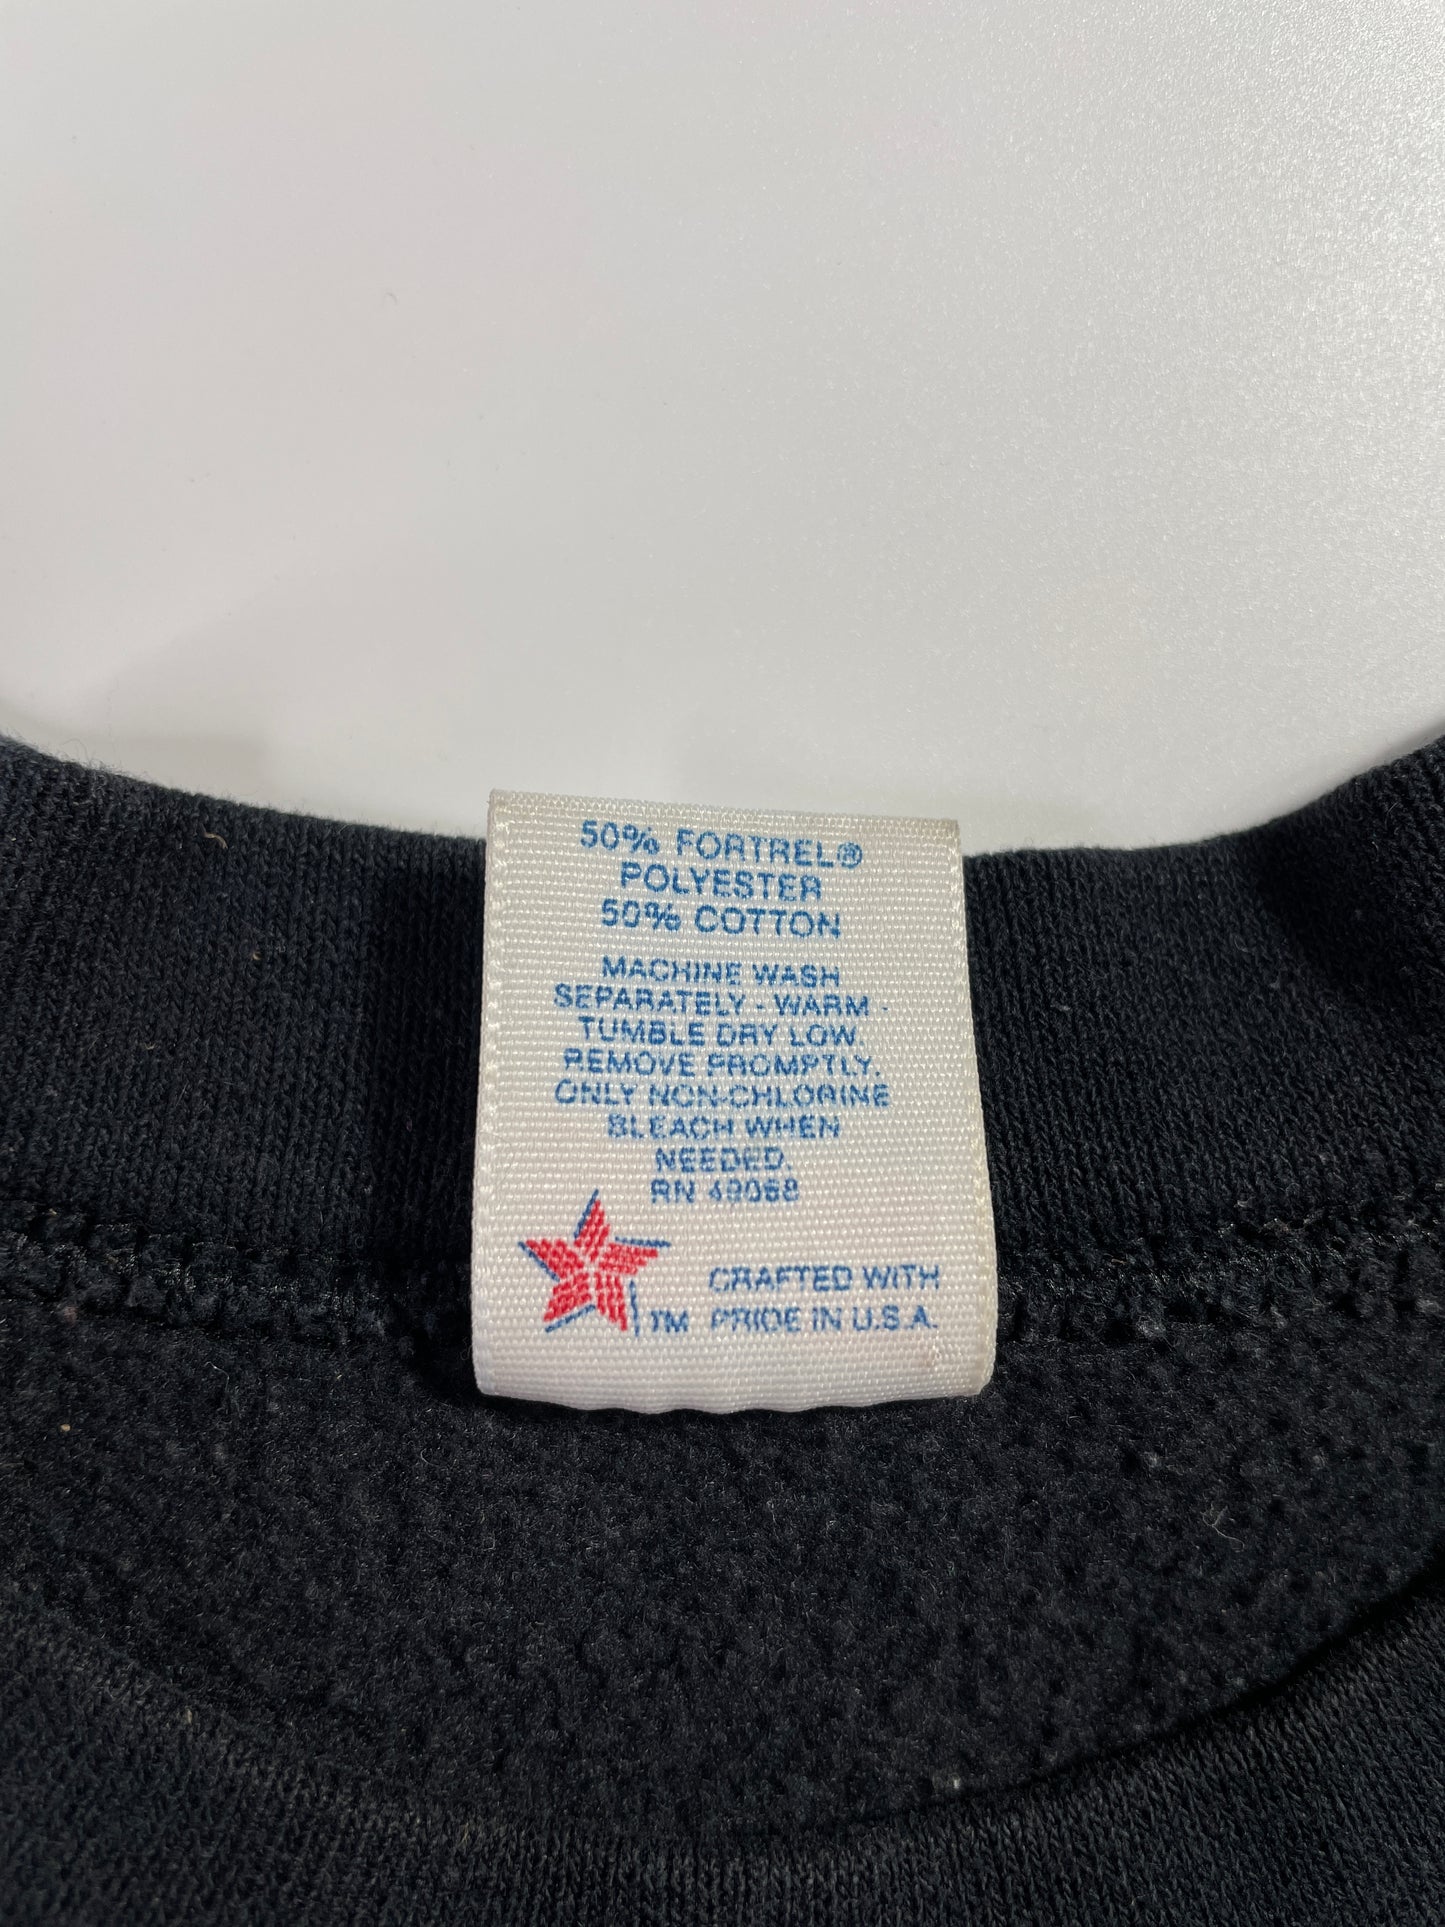 50% FORTREL®
POLYESTER
50% COTTON
MACHINE WASH
SEPARATELY - WARM -
TUMBLE DRY LOW
REMOVE PROMPTLY.
ONLY NON-CHLORINE
BLEACH WHEN
NEEDED.
RN 49068
CRAFTED WITH
TM PRIDE IN U.S.A.